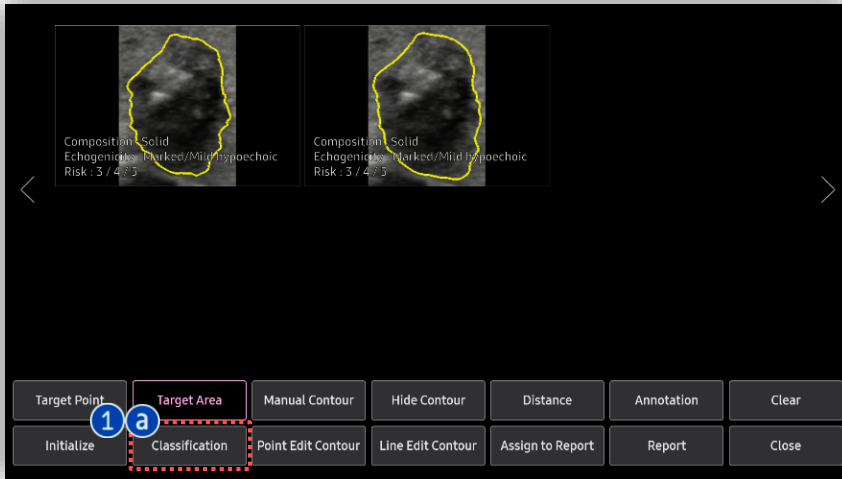 Composition : Solid
Echogenicity : Marked/Mild hypoechoic
Risk : 3 / 4 / 5
Composition : Solid
Echogenicity : Marked/Mild hypoechoic
Risk : 3 / 4 / 5
Target Point
Target Area
Manual Contour
Hide Contour
Distance
Annotation
Clear
1 a
Initialize
Classification
Point Edit Contour
Line Edit Contour
Assign to Report
Report
Close